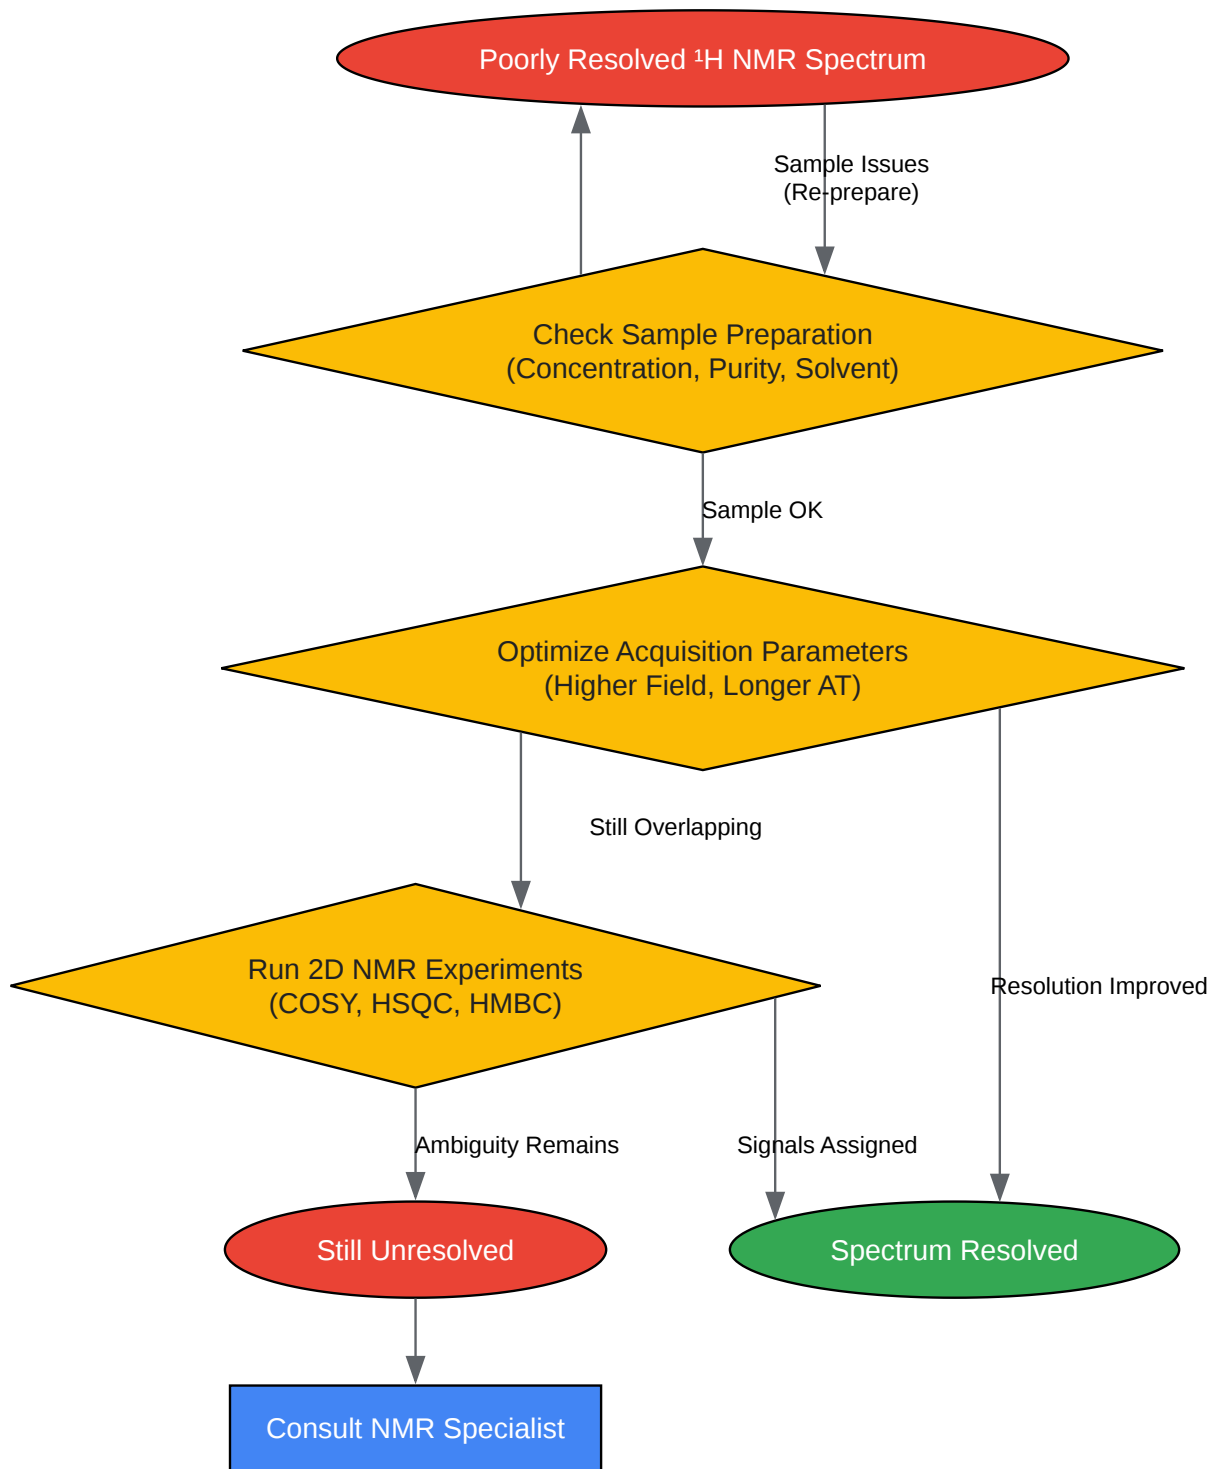 Poorly Resolved ¹H NMR Spectrum
Sample Issues
(Re-prepare)
Check Sample Preparation
(Concentration, Purity, Solvent)
Sample OK
Optimize Acquisition Parameters
(Higher Field, Longer AT)
Still Overlapping
Run 2D NMR Experiments
(COSY, HSQC, HMBC)
Resolution Improved
Ambiguity Remains
Signals Assigned
Still Unresolved
Spectrum Resolved
Consult NMR Specialist